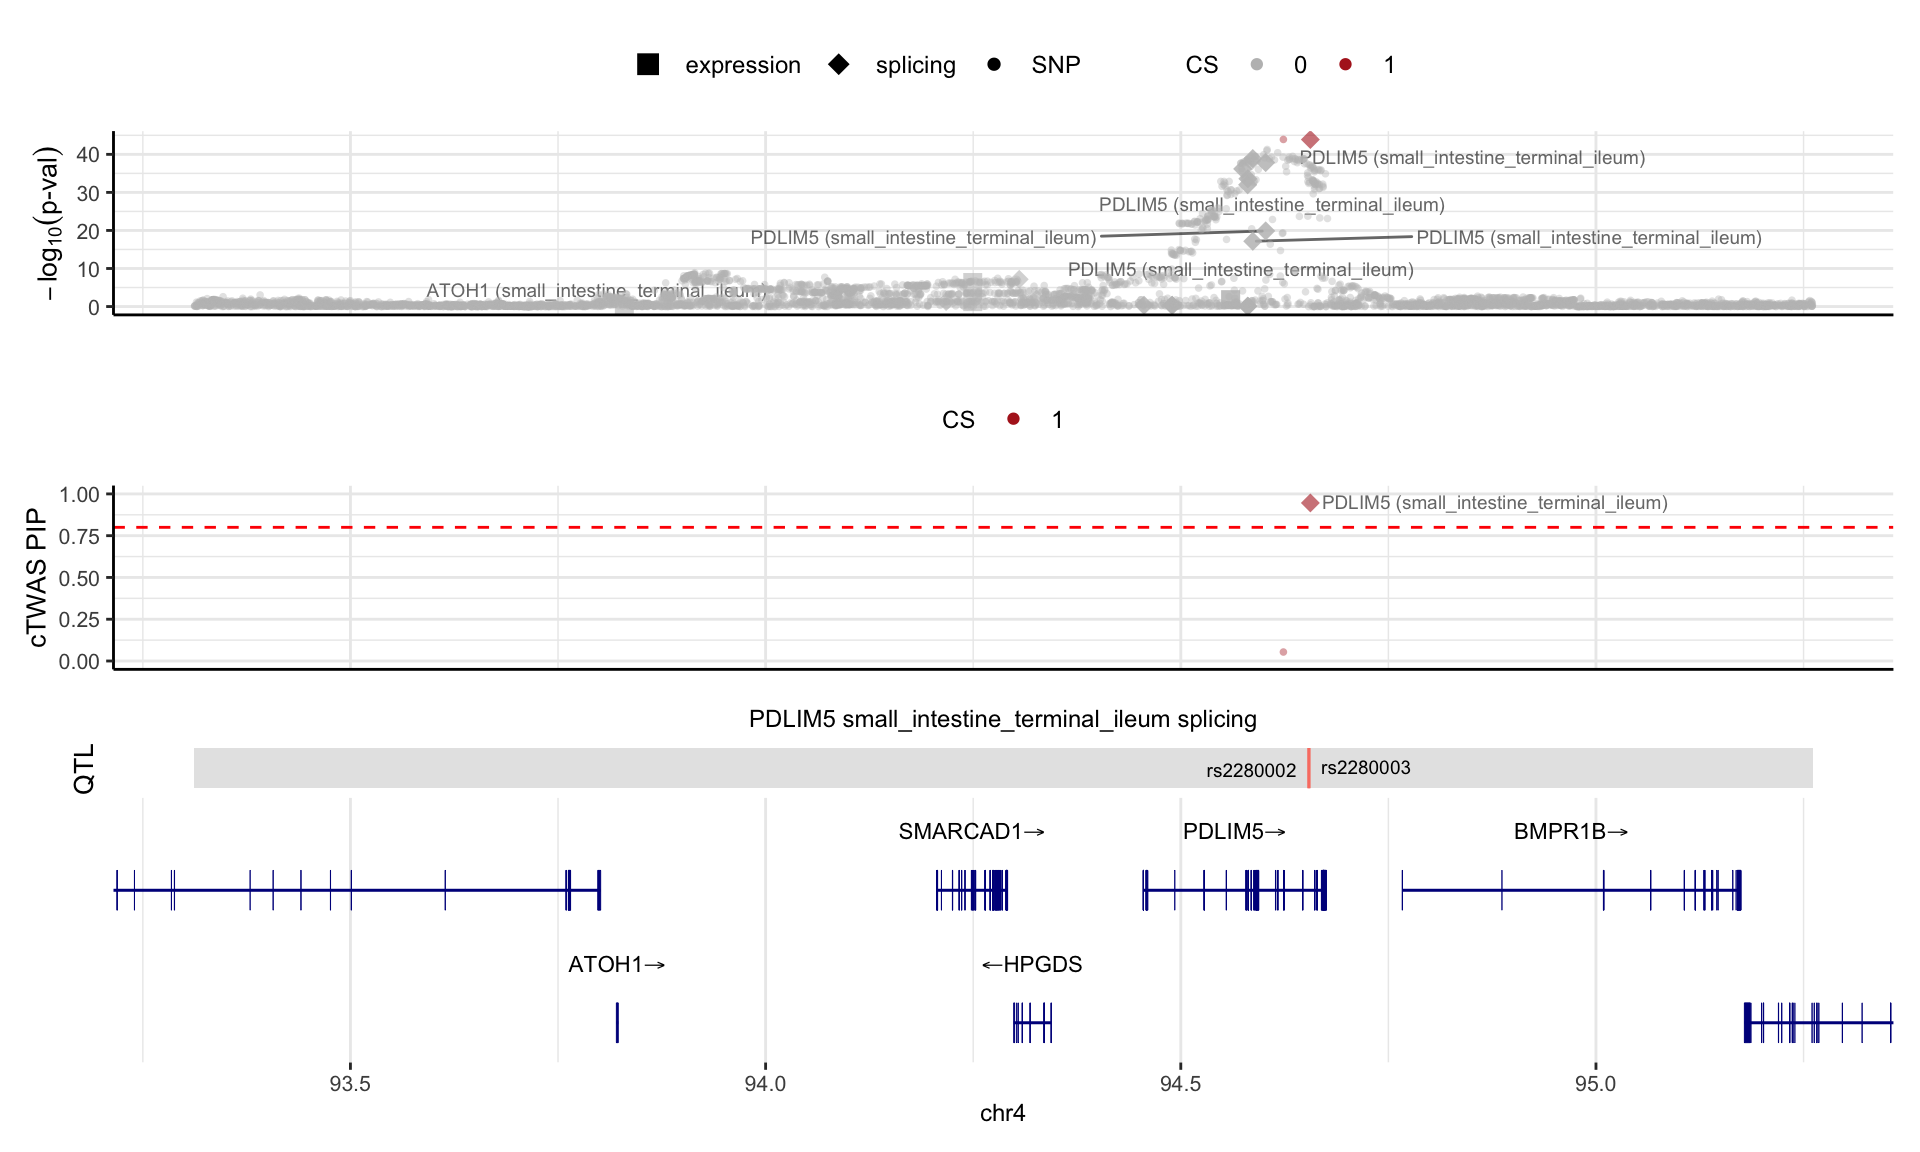 expression splicing SNP CS 0 1
−log10(p-val)
40
30
20
10
0
PDLIM5 (small_intestine_terminal_ileum)
PDLIM5 (small_intestine_terminal_ileum)
PDLIM5 (small_intestine_terminal_ileum)
PDLIM5 (small_intestine_terminal_ileum)
PDLIM5 (small_intestine_terminal_ileum)
ATOH1 (small_intestine_terminal_ileum)
CS 1
cTWAS PIP
1.00
0.75
0.50
0.25
0.00
PDLIM5 (small_intestine_terminal_ileum)
PDLIM5 small_intestine_terminal_ileum splicing
QTL
rs2280002 rs2280003
SMARCAD1→ PDLIM5→ BMPR1B→
ATOH1→ ←HPGDS
93.5 94.0 94.5 95.0
chr4